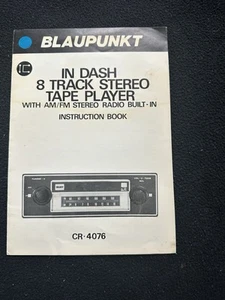 BLAUPUNKT
IC
IN DASH
8 TRACK STEREO
TAPE PLAYER
WITH AM/FM STEREO RADIO BUILT-IN
INSTRUCTION BOOK
CR-4076